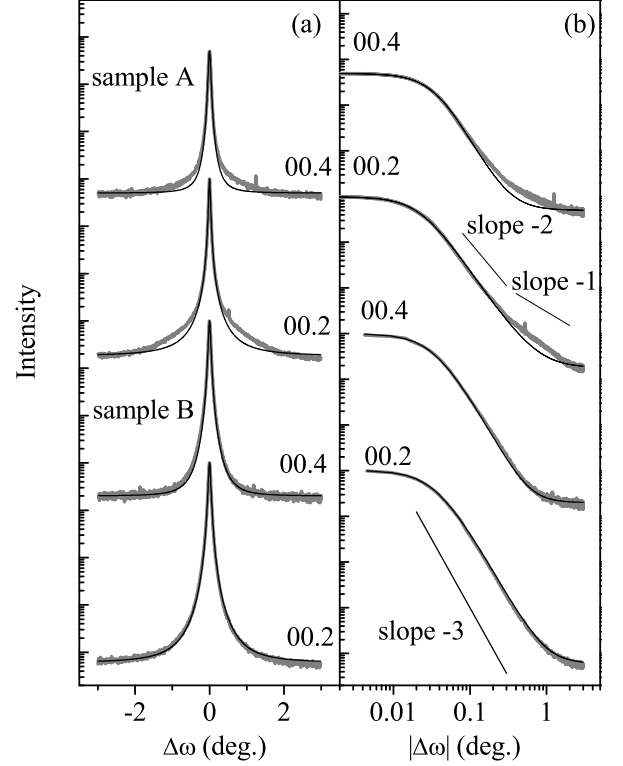 (a)
sample A
00.4
00.2
sample B
00.4
00.2
Intensity
-2 0 2
Δω (deg.)
(b)
00.4
00.2
slope -2
slope -1
00.4
00.2
slope -3
0.01 0.1 1
|Δω| (deg.)